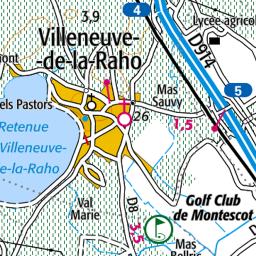 3,9
4
Lycée agricol
Villeneuve-
-de-la-Raho
D914
5
ont
els Pastors
Mas
Sauvy
26
1,5
Retenue
Villeneuve-
-de-la-Raho
Val
Marie
D8
3,5
Golf Club
de Montescot
Mas